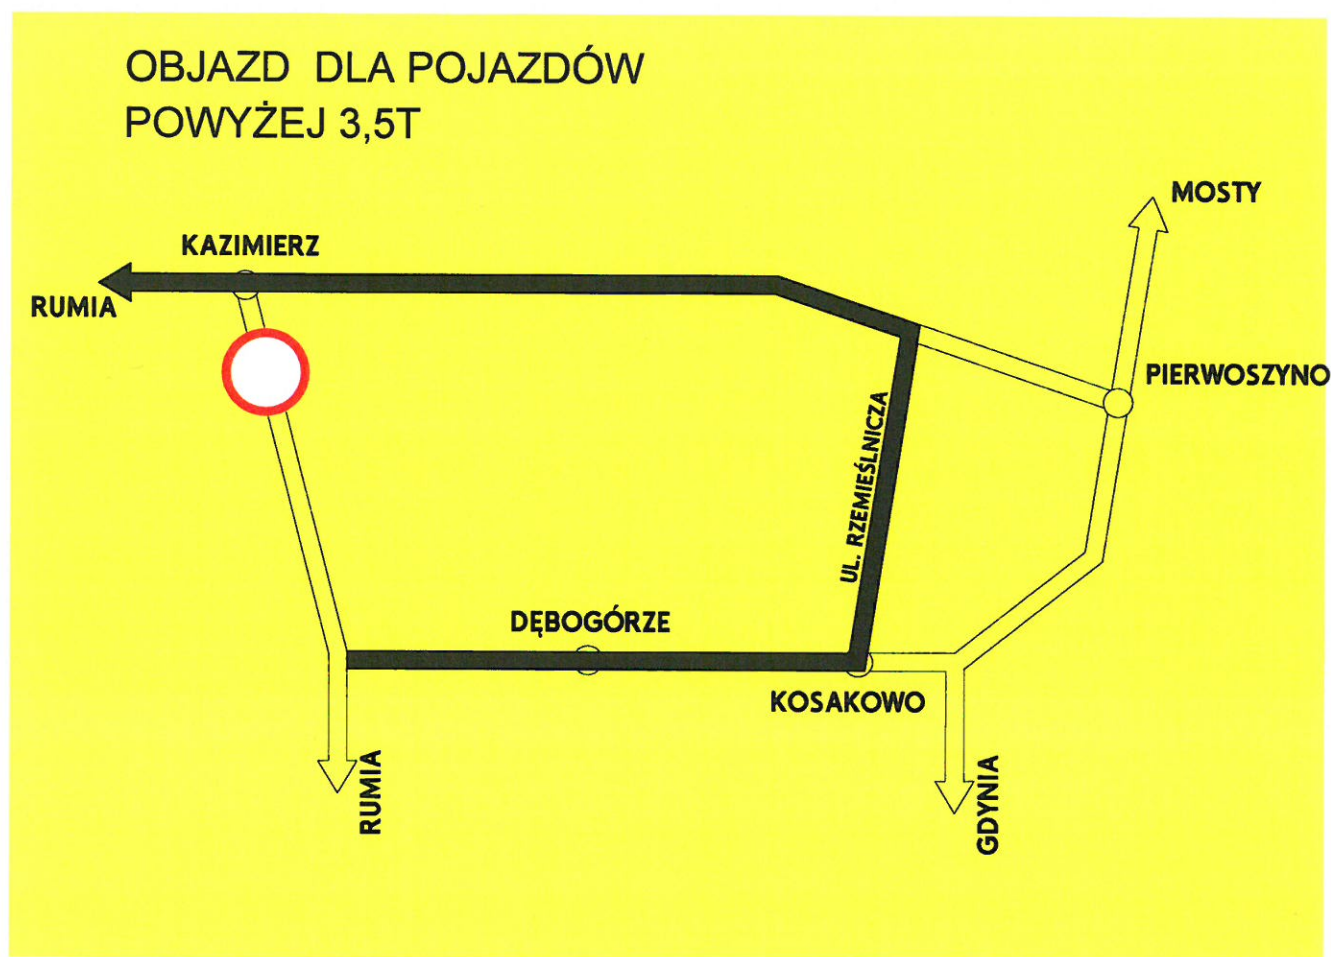 OBJAZD DLA POJAZDÓW
POWYŻEJ 3,5T
MOSTY
KAZIMIERZ
RUMIA
PIERWOSZYNO
UL. RZEMIEŚLNICZA
DĘBOGÓRZE
KOSAKOWO
RUMIA
GDYNIA